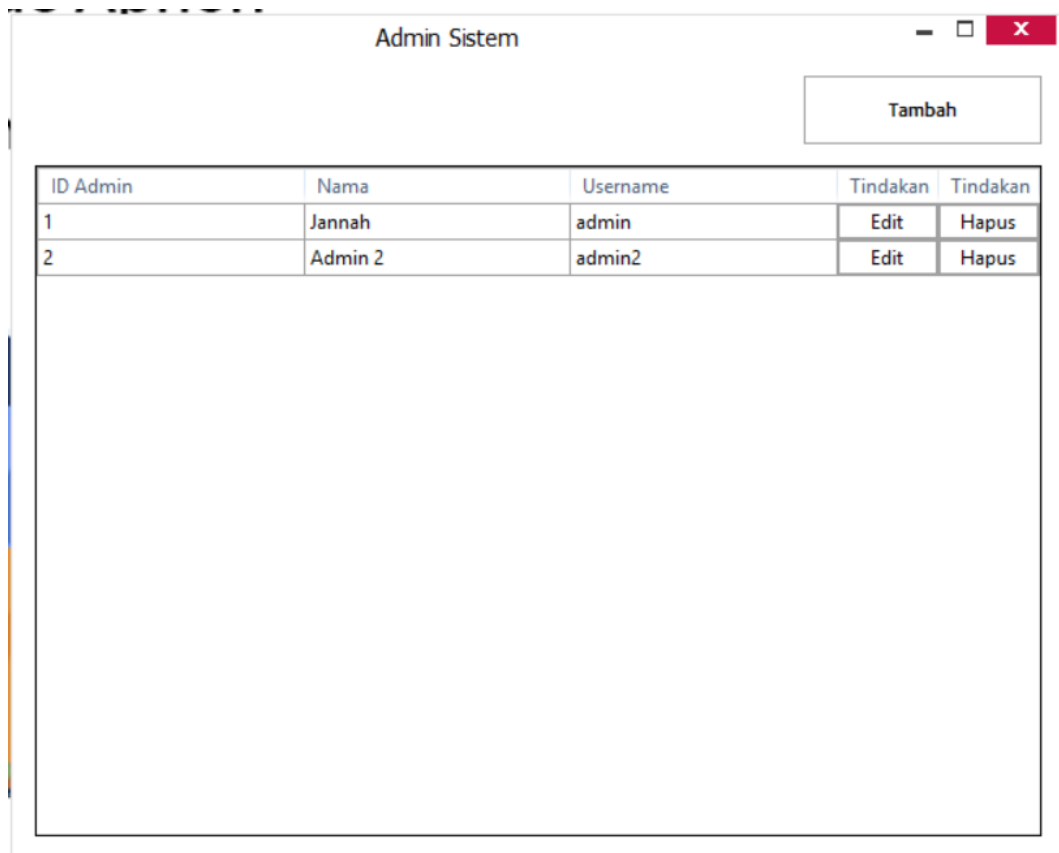 Admin Sistem
Tambah
ID Admin Nama Username Tindakan Tindakan
1 Jannah admin Edit Hapus
2 Admin 2 admin2 Edit Hapus